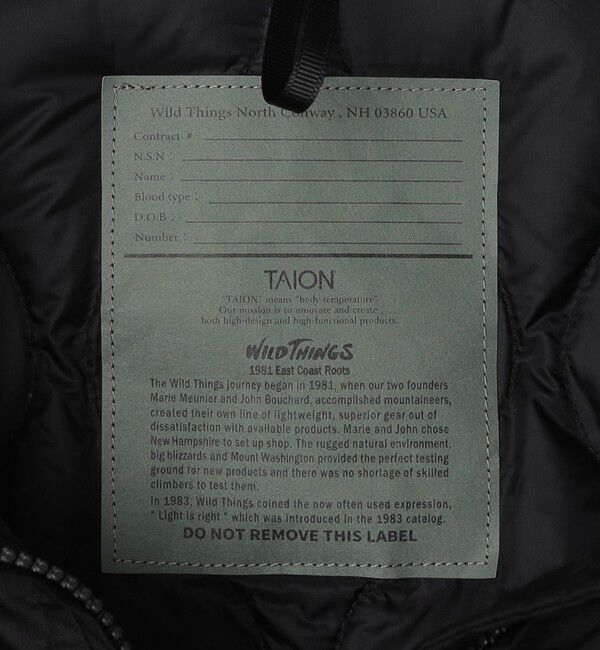 Wild Things North Conway , NH 03860 USA
Contract #:
N.S.N :
Name :
Blood type :
D.O.B :
Number :
TAION
"TAION" means "body temperature".
Our mission is to innovate and create
both high-design and high-functional products.
WILD THINGS
1981 East Coast Roots
The Wild Things journey began in 1981, when our two founders
Marie Meunier and John Bouchard, accomplished mountaineers,
created their own line of lightweight, superior gear out of
dissatisfaction with available products. Marie and John chose
New Hampshire to set up shop. The rugged natural environment,
big blizzards and Mount Washington provided the perfect testing
ground for new products and there was no shortage of skilled
climbers to test them.
In 1983, Wild Things coined the now often used expression,
" Light is right " which was introduced in the 1983 catalog.
DO NOT REMOVE THIS LABEL